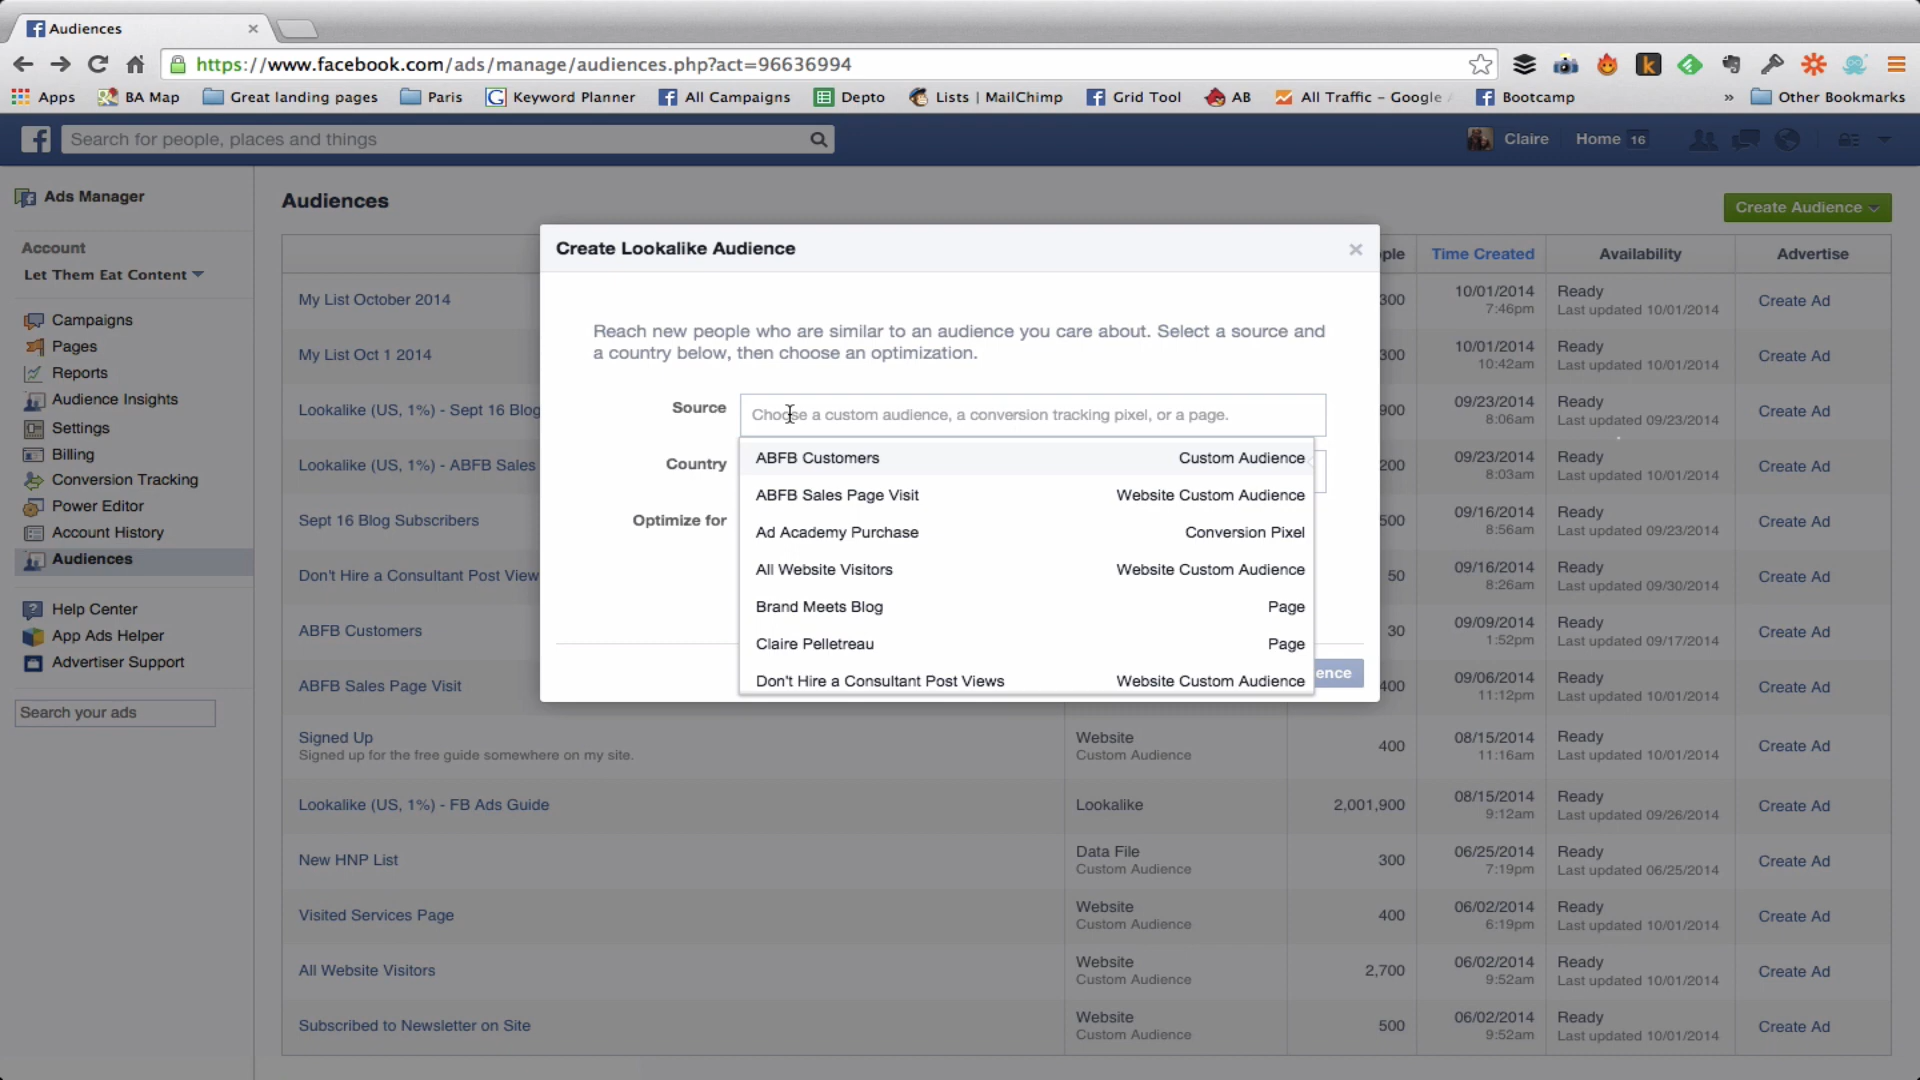 Audiences
https://www.facebook.com/ads/manage/audiences.php?act=96636994
Apps BA Map Great landing pages Paris Keyword Planner All Campaigns Depto Lists | MailChimp Grid Tool AB All Traffic – Google Bootcamp » Other Bookmarks
Search for people, places and things
Claire Home 16
Ads Manager
Account
Let Them Eat Content
Campaigns
Pages
Reports
Audience Insights
Settings
Billing
Conversion Tracking
Power Editor
Account History
Audiences
Help Center
App Ads Helper
Advertiser Support
Search your ads
Audiences
Create Audience
ple Time Created Availability Advertise
My List October 2014 300 10/01/2014 7:46pm Ready Last updated 10/01/2014 Create Ad
My List Oct 1 2014 300 10/01/2014 10:42am Ready Last updated 10/01/2014 Create Ad
Lookalike (US, 1%) - Sept 16 Blog 900 09/23/2014 8:06am Ready Last updated 09/23/2014 Create Ad
Lookalike (US, 1%) - ABFB Sales 200 09/23/2014 8:03am Ready Last updated 10/01/2014 Create Ad
Sept 16 Blog Subscribers 500 09/16/2014 8:56am Ready Last updated 09/23/2014 Create Ad
Don't Hire a Consultant Post View 50 09/16/2014 8:26am Ready Last updated 09/30/2014 Create Ad
ABFB Customers 30 09/09/2014 1:52pm Ready Last updated 09/17/2014 Create Ad
ABFB Sales Page Visit 400 09/06/2014 11:12pm Ready Last updated 10/01/2014 Create Ad
Signed Up Website 400 08/15/2014 Ready Create Ad
Signed up for the free guide somewhere on my site. Custom Audience 11:16am Last updated 10/01/2014
Lookalike (US, 1%) - FB Ads Guide Lookalike 2,001,900 08/15/2014 9:12am Ready Last updated 09/26/2014 Create Ad
New HNP List Data File Custom Audience 300 06/25/2014 7:19pm Ready Last updated 06/25/2014 Create Ad
Visited Services Page Website Custom Audience 400 06/02/2014 6:19pm Ready Last updated 10/01/2014 Create Ad
All Website Visitors Website Custom Audience 2,700 06/02/2014 9:52am Ready Last updated 10/01/2014 Create Ad
Subscribed to Newsletter on Site Website Custom Audience 500 06/02/2014 9:52am Ready Last updated 10/01/2014 Create Ad
Create Lookalike Audience
Reach new people who are similar to an audience you care about. Select a source and
a country below, then choose an optimization.
Source Choose a custom audience, a conversion tracking pixel, or a page.
Country
Optimize for
ABFB Customers Custom Audience
ABFB Sales Page Visit Website Custom Audience
Ad Academy Purchase Conversion Pixel
All Website Visitors Website Custom Audience
Brand Meets Blog Page
Claire Pelletreau Page
Don't Hire a Consultant Post Views Website Custom Audience
ence